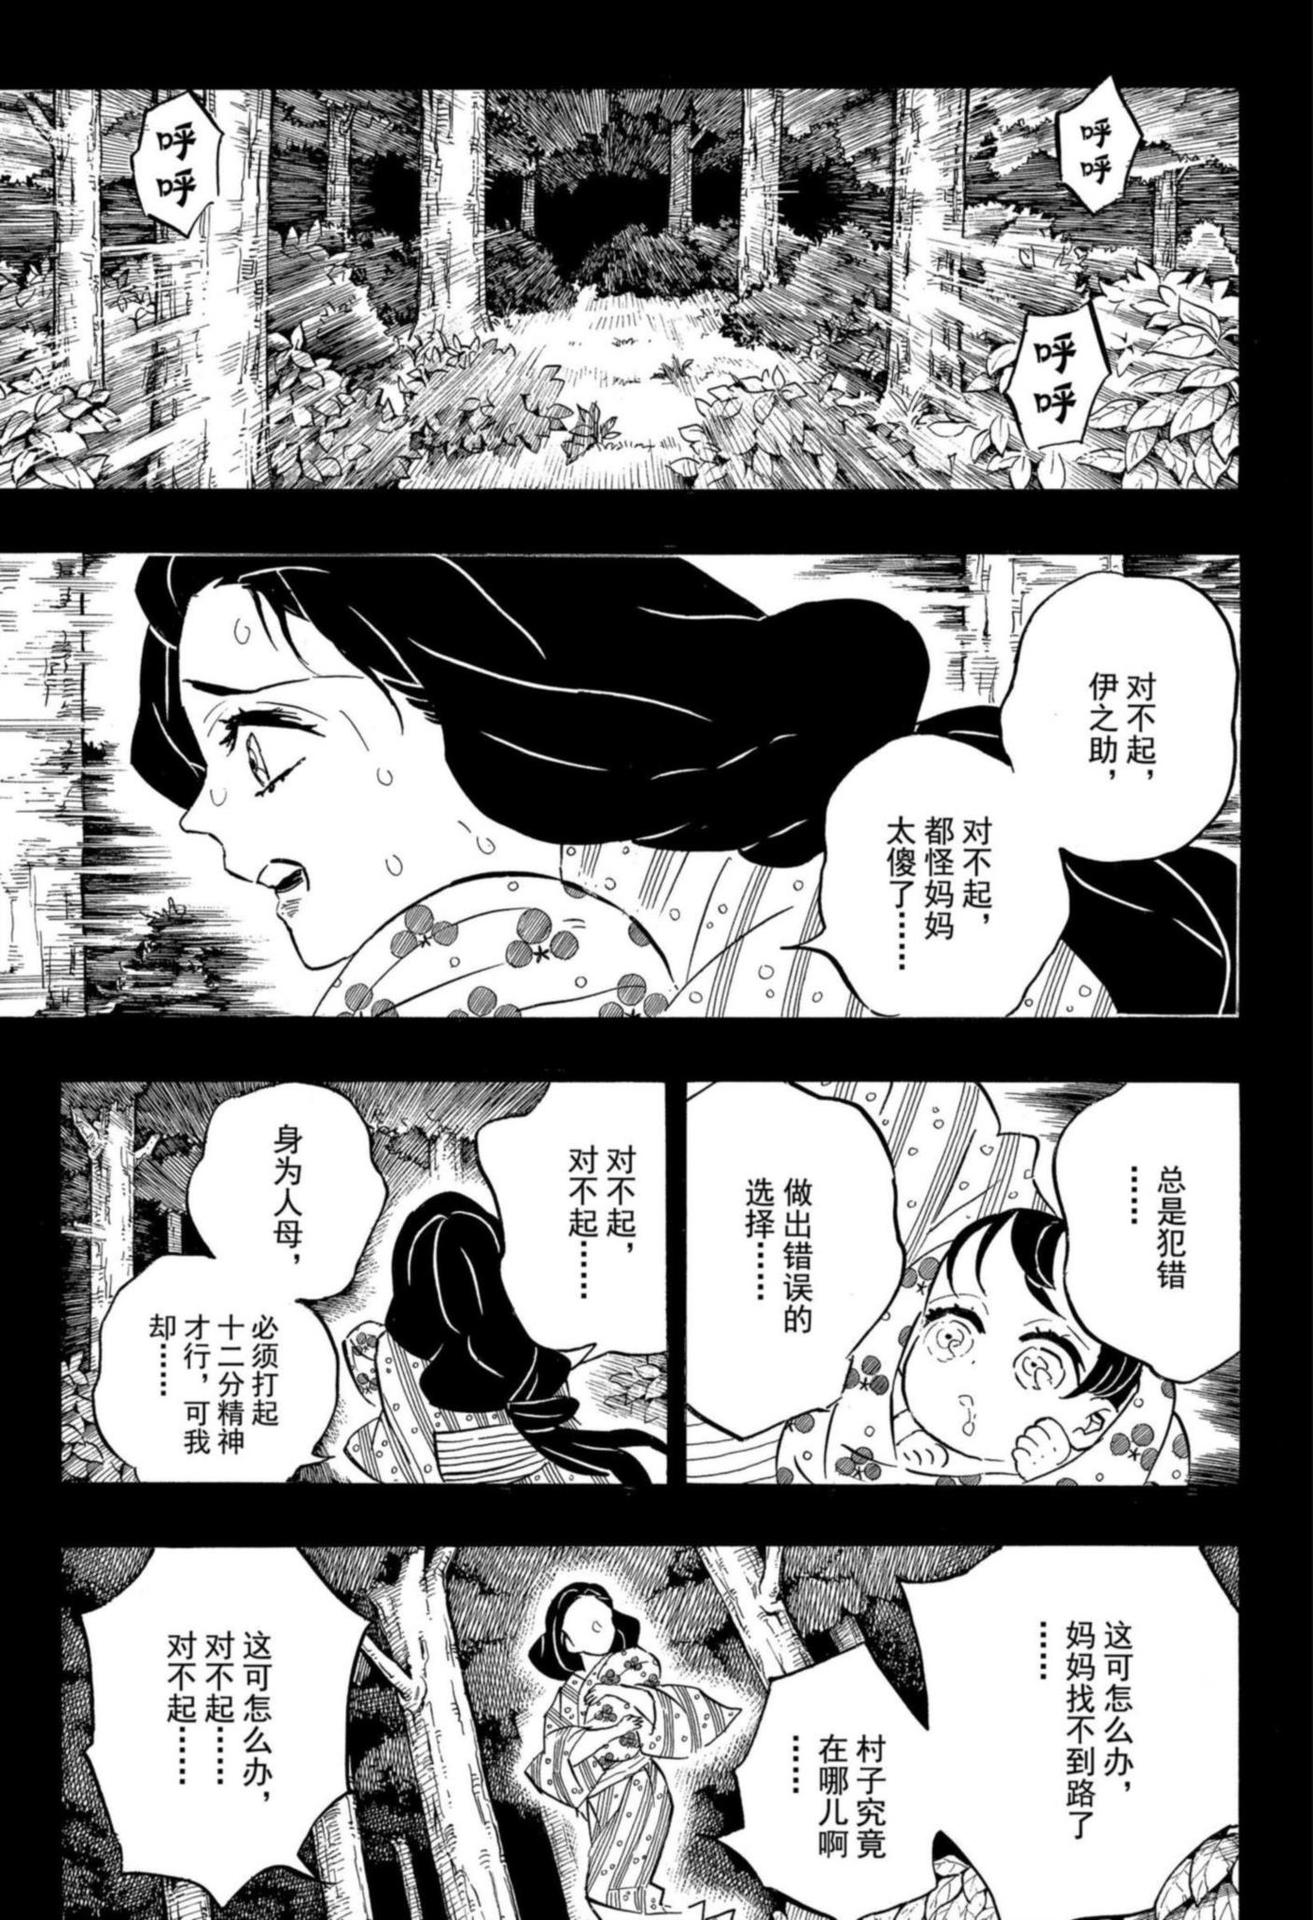 呼
呼
呼
呼
呼
呼
对不起，
伊之助，
对不起，
都怪妈妈
太傻了……
总是犯错
……
做出错误的
选择……
对不起，
对不起……
身为人母，
必须打起
十二分精神
才行，可我
却……
这可怎么办，
妈妈找不到路了
……
村子究竟
在哪儿啊
……
这可怎么办，
对不起……
对不起……